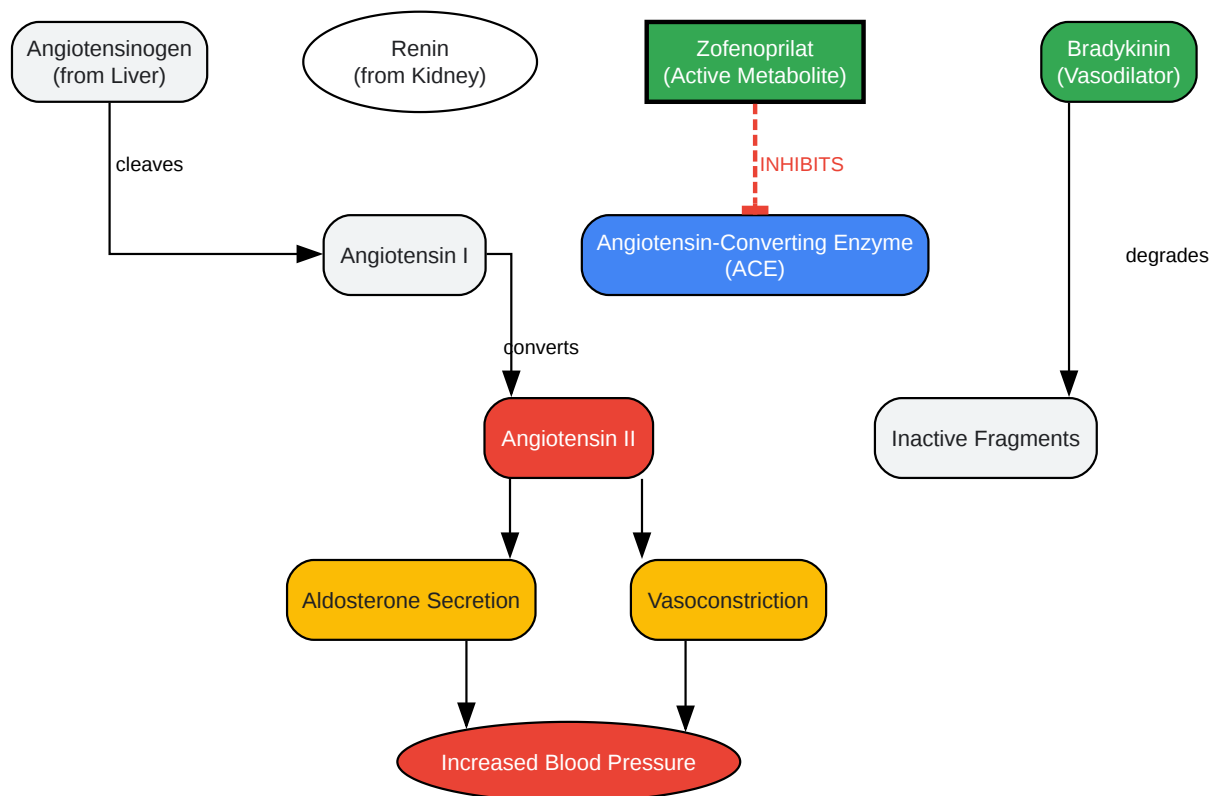 Angiotensinogen
(from Liver)
Renin
(from Kidney)
Zofenoprilat
(Active Metabolite)
Bradykinin
(Vasodilator)
cleaves
INHIBITS
Angiotensin I
Angiotensin-Converting Enzyme
(ACE)
degrades
converts
Angiotensin II
Inactive Fragments
Aldosterone Secretion
Vasoconstriction
Increased Blood Pressure